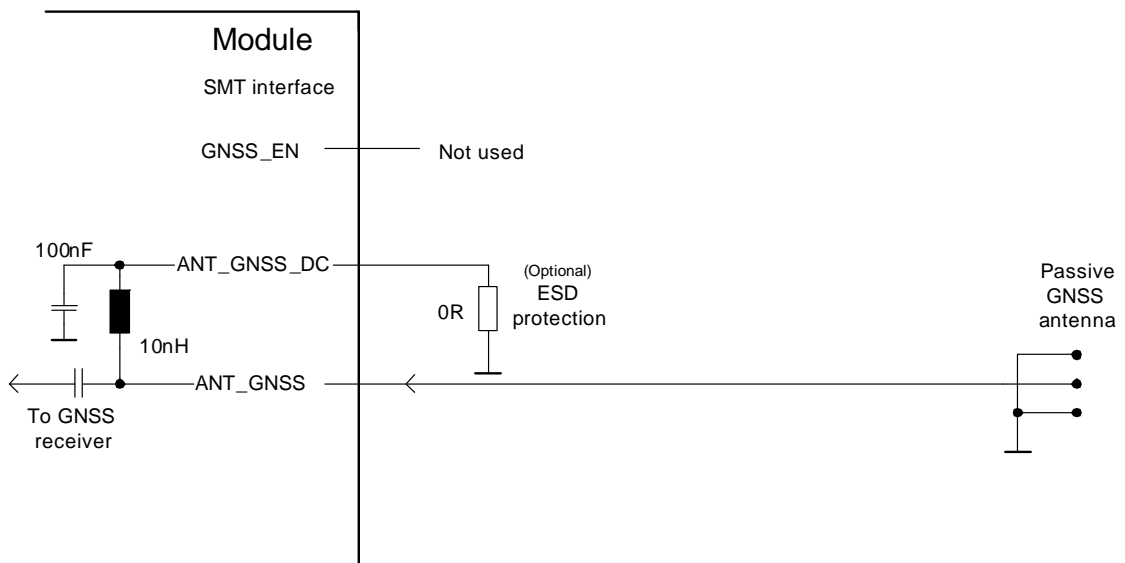 Module
SMT interface
GNSS_EN
Not used
100nF
ANT_GNSS_DC
(Optional)
ESD
protection
0R
Passive
GNSS
antenna
10nH
ANT_GNSS
To GNSS
receiver